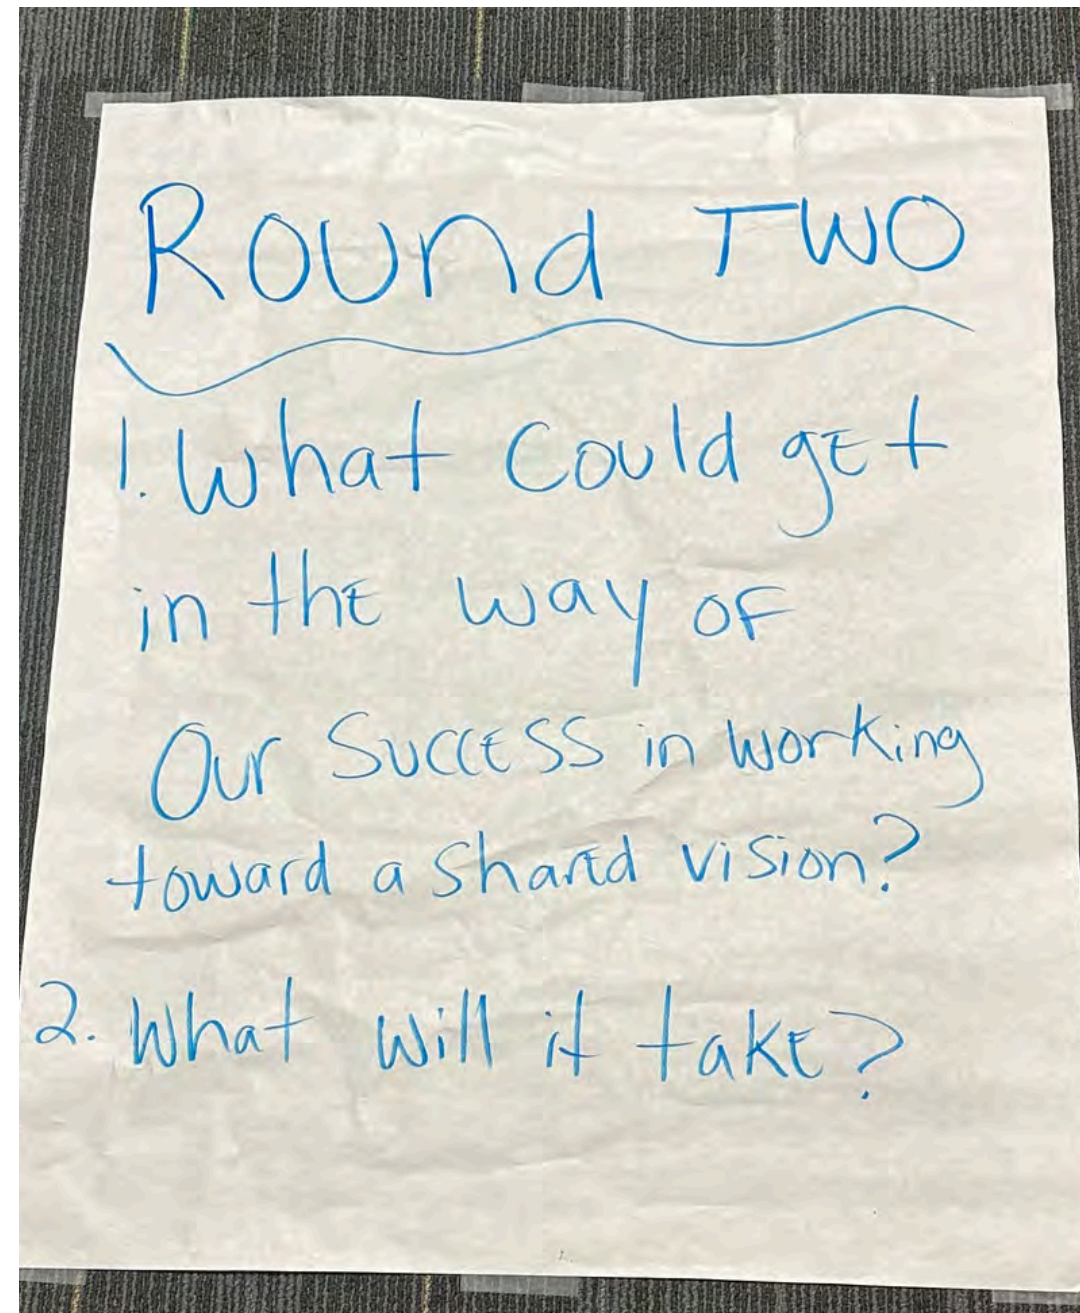 Round Two
1. What could get
in the way of
Our Success in working
toward a shared vision?
2. What will it take?